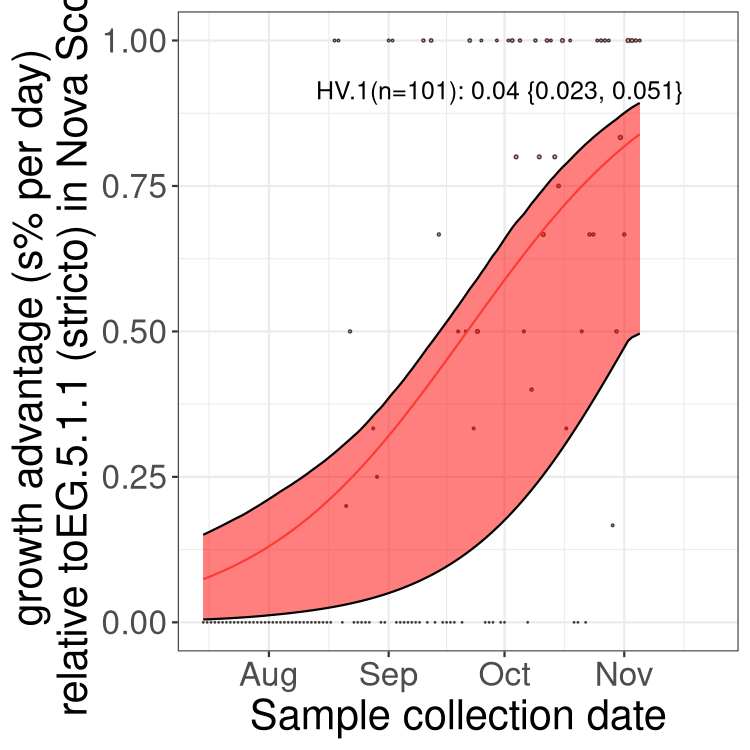 growth advantage (s% per day)
relative toEG.5.1.1 (stricto) in Nova Sco
1.00
0.75
0.50
0.25
0.00
HV.1(n=101): 0.04 {0.023, 0.051}
Aug Sep Oct Nov
Sample collection date